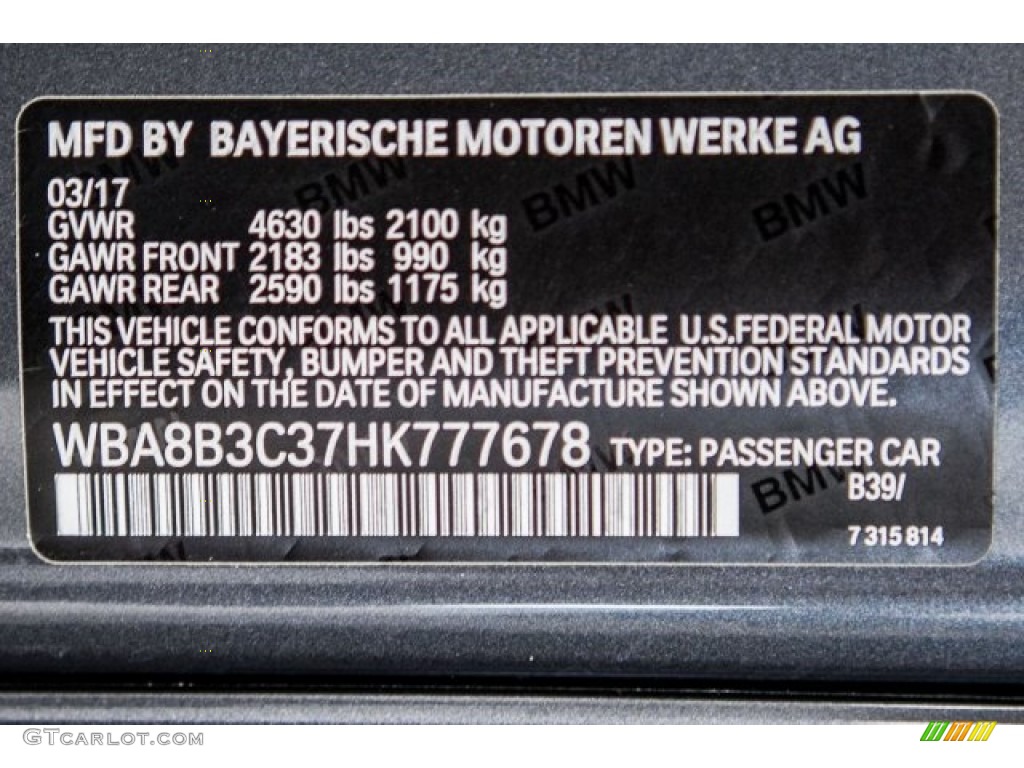 MFD BY BAYERISCHE MOTOREN WERKE AG
03/17
GVWR 4630 lbs 2100 kg
GAWR FRONT 2183 lbs 990 kg
GAWR REAR 2590 lbs 1175 kg
THIS VEHICLE CONFORMS TO ALL APPLICABLE U.S.FEDERAL MOTOR
VEHICLE SAFETY, BUMPER AND THEFT PREVENTION STANDARDS
IN EFFECT ON THE DATE OF MANUFACTURE SHOWN ABOVE.
WBA8B3C37HK777678 TYPE: PASSENGER CAR
B39/
7 315 814
BMW BMW BMW
BMW
GTcarlot.com